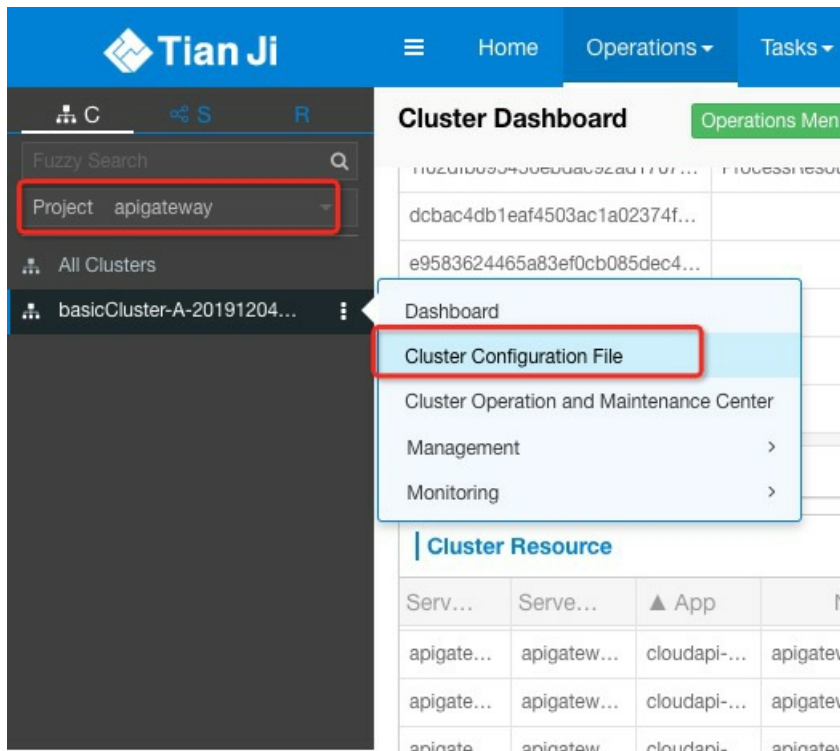 Tian Ji
Home Operations Tasks
C S R
Fuzzy Search
Project apigateway
All Clusters
basicCluster-A-20191204...
Cluster Dashboard
Operations Men
dcbac4db1eaf4503ac1a02374f...
e9583624465a83ef0cb085dec4...
Dashboard
Cluster Configuration File
Cluster Operation and Maintenance Center
Management >
Monitoring >
Cluster Resource
Serv... Serve... ▲ App
apigate... apigatew... cloudapi-... apigatew
apigate... apigatew... cloudapi-... apigatew